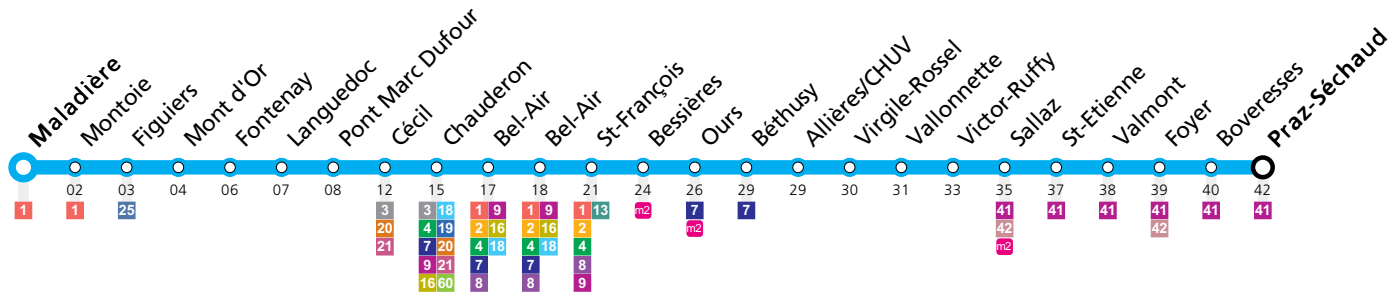 Maladière
Montoie
Figuiers
Mont d'Or
Fontenay
Languedoc
Pont Marc Dufour
Cécil
Chauderon
Bel-Air
Bel-Air
St-François
Bessières
Ours
Béthusy
Allières/CHUV
Virgile-Rossel
Vallonnette
Victor-Ruffy
Sallaz
St-Etienne
Valmont
Foyer
Boveresses
Praz-Séchaud
02 03 04 06 07 08 12 15 17 18 21 24 26 29 29 30 31 33 35 37 38 39 40 42
1 1 25 3 3 18 1 9 1 9 1 13 m2 7 7 41 41 41 41 41 41
20 4 19 2 16 2 16 2 m2 42 42
21 7 20 4 18 4 18 4 m2
9 21 7 7 8
16 60 8 8 9